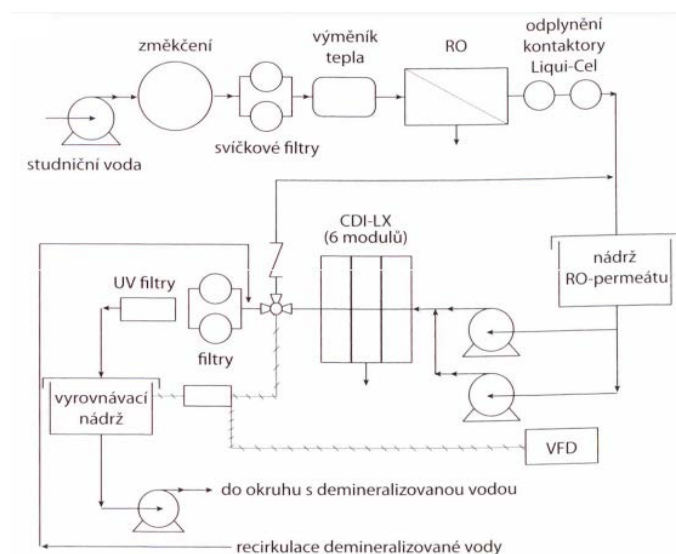 odplynění
kontaktory
Liqui-Cel
výměník
tepla
změkčení
RO
svíčkové filtry
studniční voda
CDI-LX
(6 modulů)
nádrž
RO-permeátu
UV filtry
filtry
vyrovnávací
nádrž
VFD
do okruhu s demineralizovanou vodou
recirkulace demineralizované vody